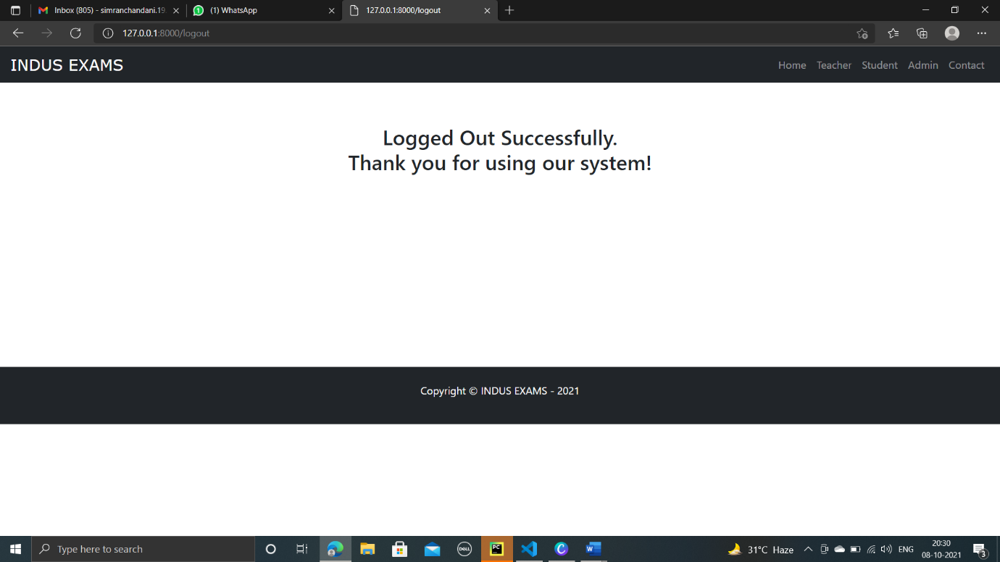 Inbox (805) - simranchandani.19
(1) WhatsApp
127.0.0.1:8000/logout
127.0.0.1:8000/logout
INDUS EXAMS
Home Teacher Student Admin Contact
Logged Out Successfully.
Thank you for using our system!
Copyright © INDUS EXAMS - 2021
Type here to search
DELL
PC
W
31°C Haze
ENG
20:30
08-10-2021
3